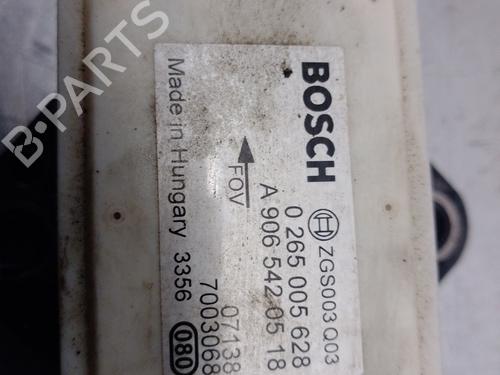 BOSCH
ZGS003 Q03
0 265 005 628
A 906 542 05 18
FOV
07138
7003068
Made in Hungary 3356
080
B-PARTS